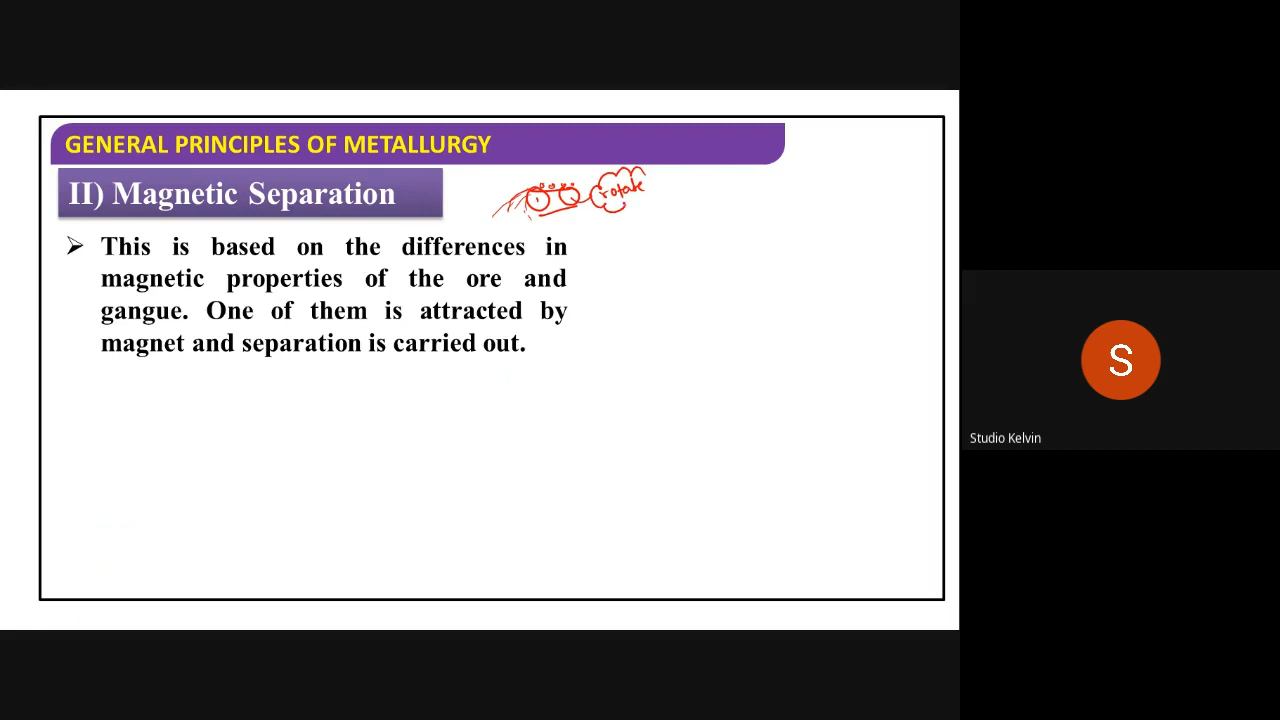 GENERAL PRINCIPLES OF METALLURGY
II) Magnetic Separation
rotate
➢ This is based on the differences in
magnetic properties of the ore and
gangue. One of them is attracted by
magnet and separation is carried out.
S
Studio Kelvin